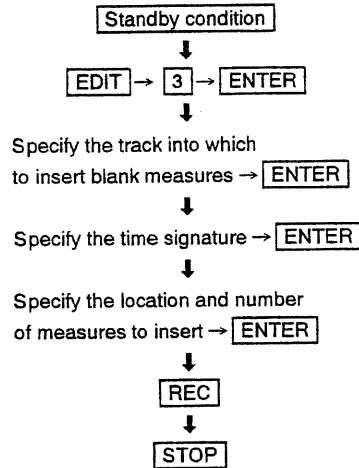 Standby condition
EDIT → 3 → ENTER
Specify the track into which
to insert blank measures → ENTER
Specify the time signature → ENTER
Specify the location and number
of measures to insert → ENTER
REC
STOP